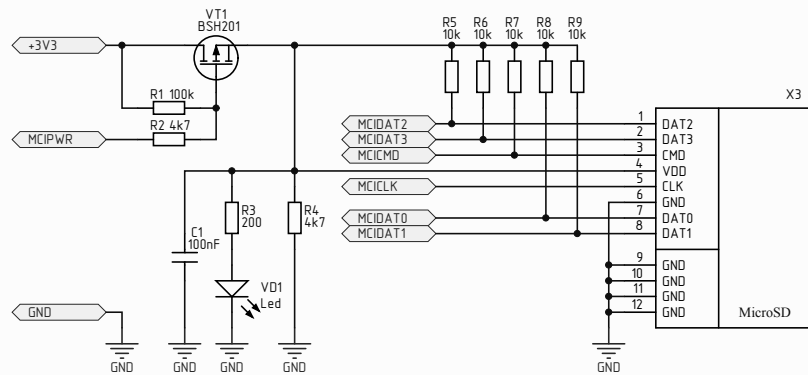 VT1
BSH201
R5 R6 R7 R8 R9
10k 10k 10k 10k 10k
+3V3
X3
R1 100k
R2 4k7
MCIPWR
MCIDAT2 1 DAT2
MCIDAT3 2 DAT3
MCICMD 3 CMD
4 VDD
MCICLK 5 CLK
6 GND
MCIDAT0 7 DAT0
MCIDAT1 8 DAT1
R3
200
R4
4k7
C1
100nF
9 GND
10 GND
11 GND
12 GND
VD1
Led
GND
MicroSD
GND GND GND GND GND